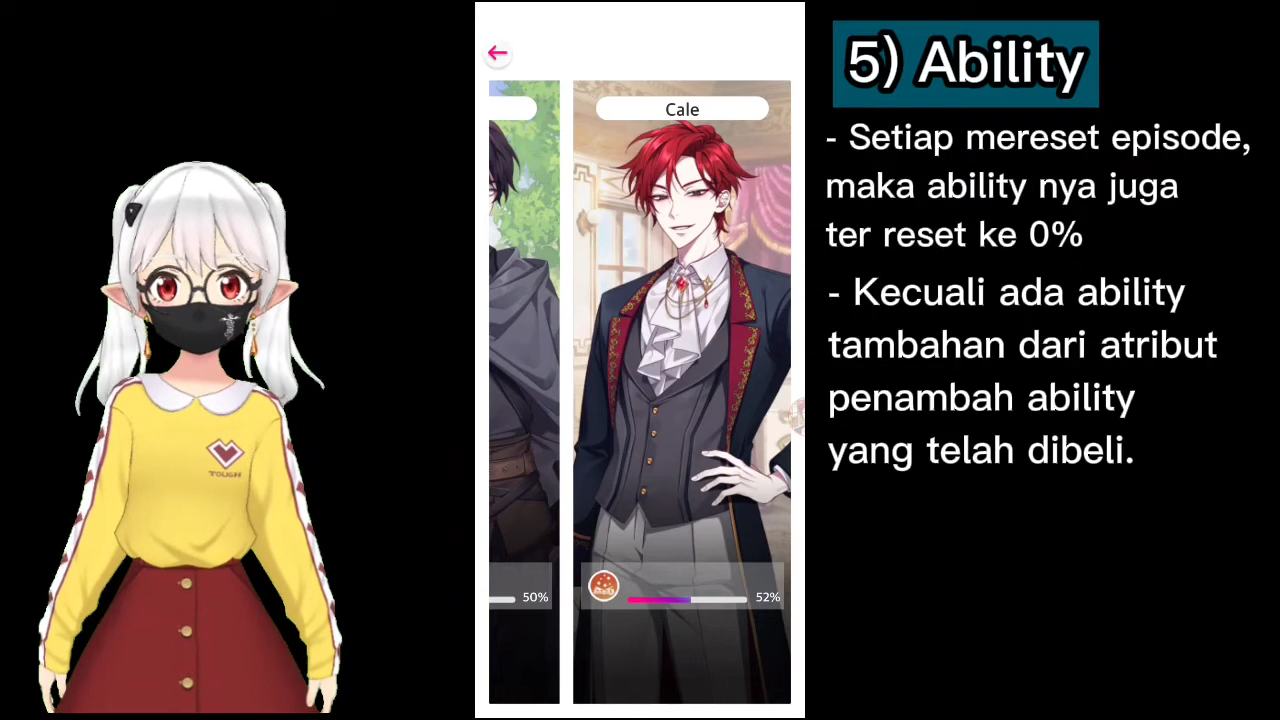 5) Ability
- Setiap mereset episode,
maka ability nya juga
ter reset ke 0%
- Kecuali ada ability
tambahan dari atribut
penambah ability
yang telah dibeli.
Cale
50%
52%
TOUGH